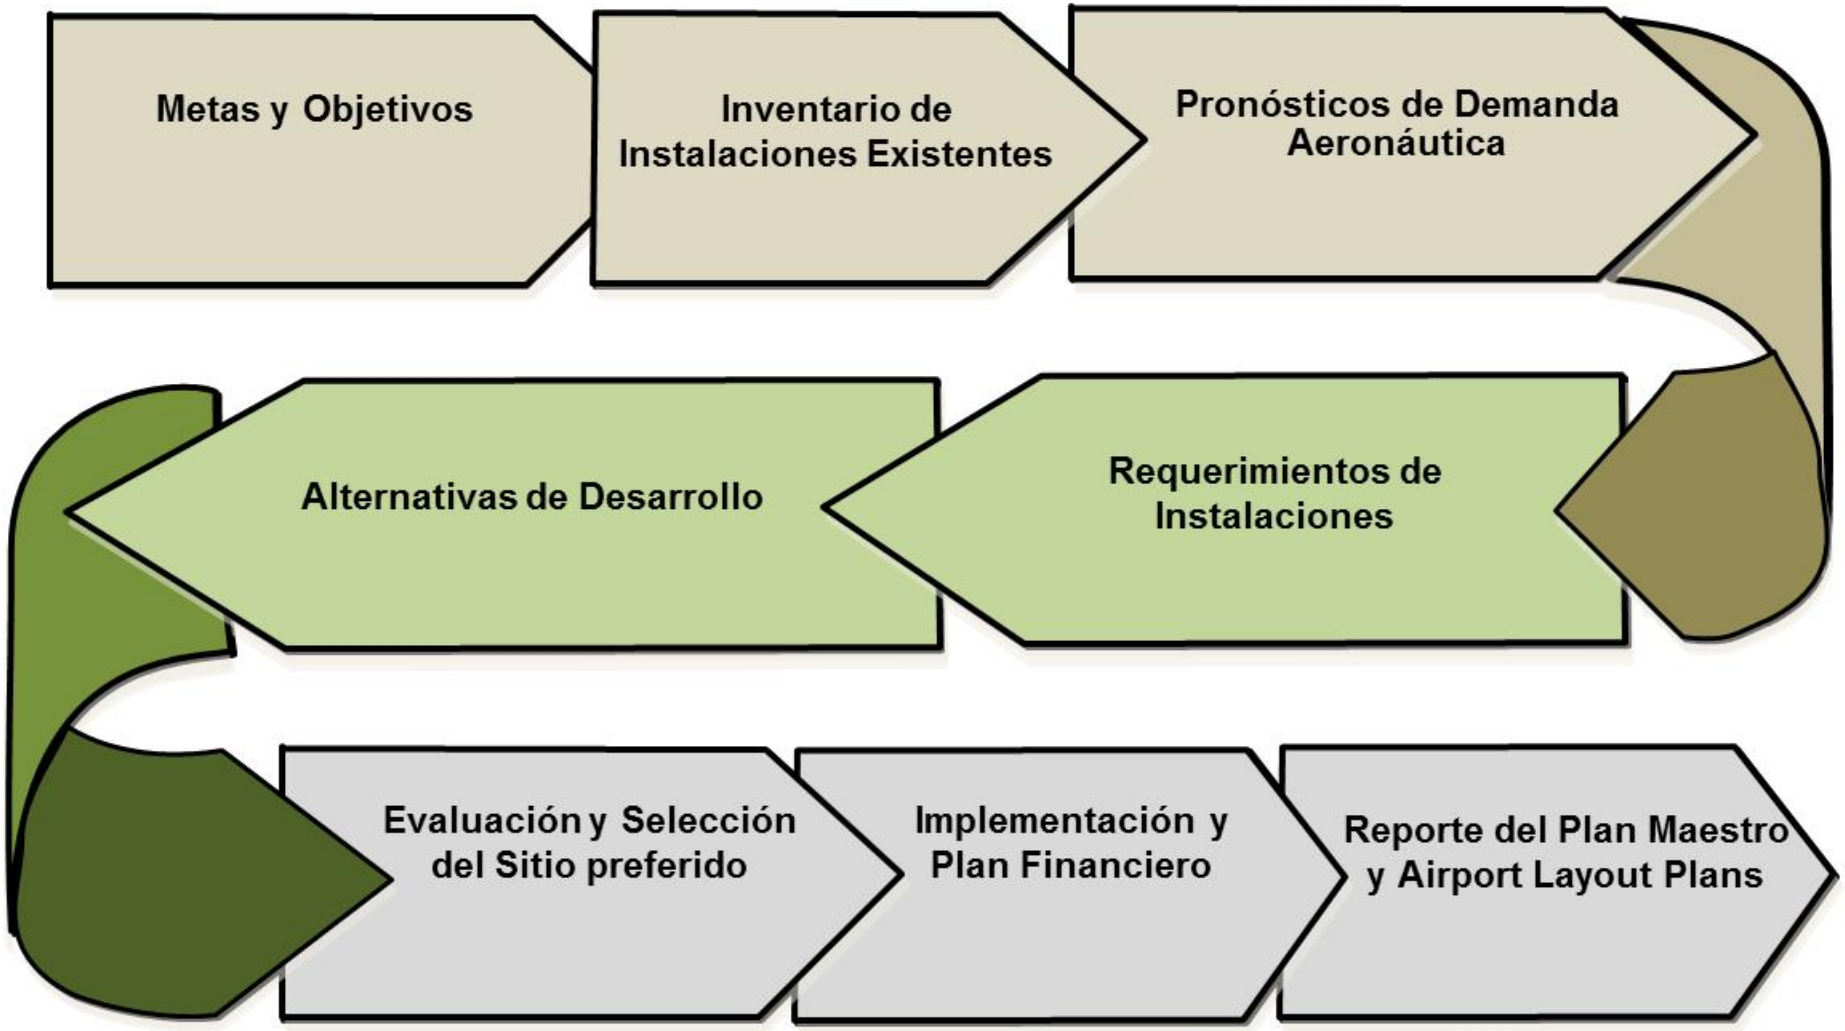 Metas y Objetivos
Inventario de
Instalaciones Existentes
Pronósticos de Demanda
Aeronáutica
Requerimientos de
Instalaciones
Alternativas de Desarrollo
Evaluación y Selección
del Sitio preferido
Implementación y
Plan Financiero
Reporte del Plan Maestro
y Airport Layout Plans